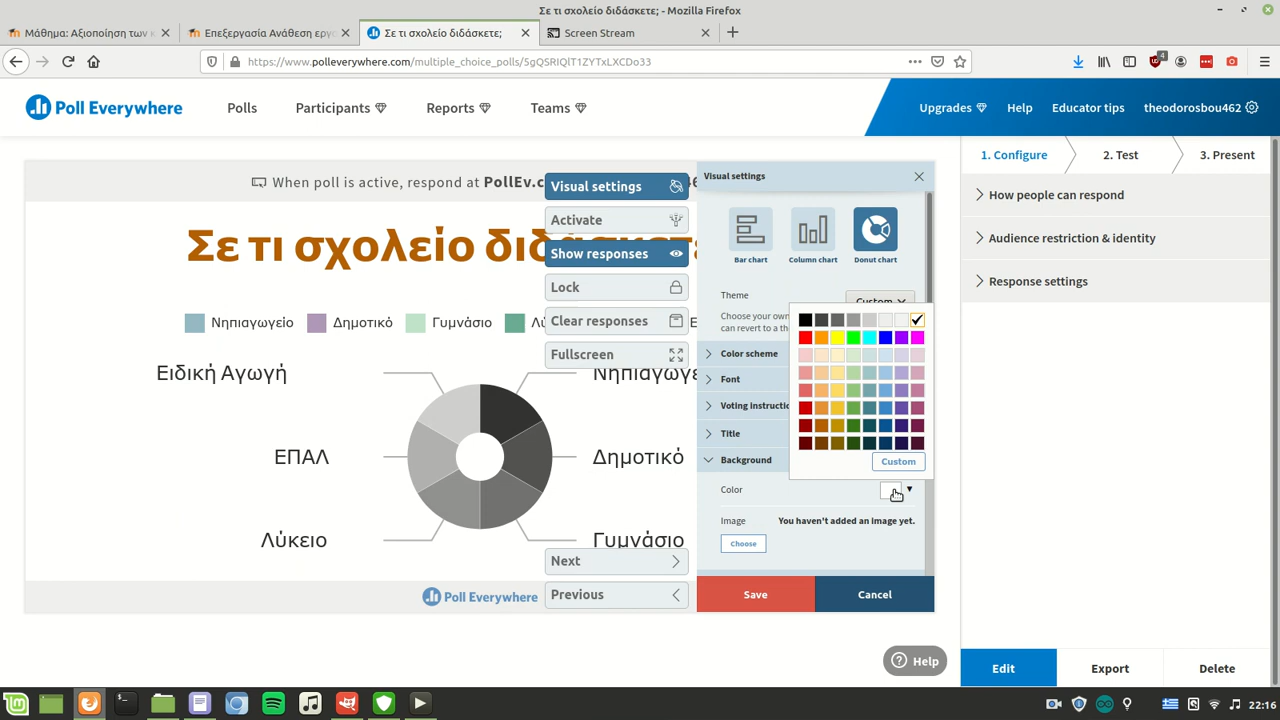 Σε τι σχολείο διδάσκετε; - Mozilla Firefox
Μάθημα: Αξιοποίηση των κ
Επεξεργασία Ανάθεση εργα
Σε τι σχολείο διδάσκετε;
Screen Stream
https://www.polleverywhere.com/multiple_choice_polls/5gQSRIQlT1ZYTxLXCDo33
4
Poll Everywhere
Polls
Participants
Reports
Teams
Upgrades
Help
Educator tips
theodorosbou462
1. Configure
2. Test
3. Present
How people can respond
Audience restriction & identity
Response settings
When poll is active, respond at PollEv.c
Σε τι σχολείο διδάσκετε
Νηπιαγωγείο
Δημοτικό
Γυμνάσιο
Ειδική Αγωγή
Νηπιαγωγε
ΕΠΑΛ
Δημοτικό
Λύκειο
Γυμνάσιο
Poll Everywhere
Visual settings
Activate
Show responses
Lock
Clear responses
Fullscreen
Next
Previous
Visual settings
Bar chart
Column chart
Donut chart
Theme
Custom
Choose your own
can revert to a th
Color scheme
Font
Voting instructio
Title
Background
Custom
Color
Image
You haven't added an image yet.
Choose
Save
Cancel
Help
Edit
Export
Delete
22:16